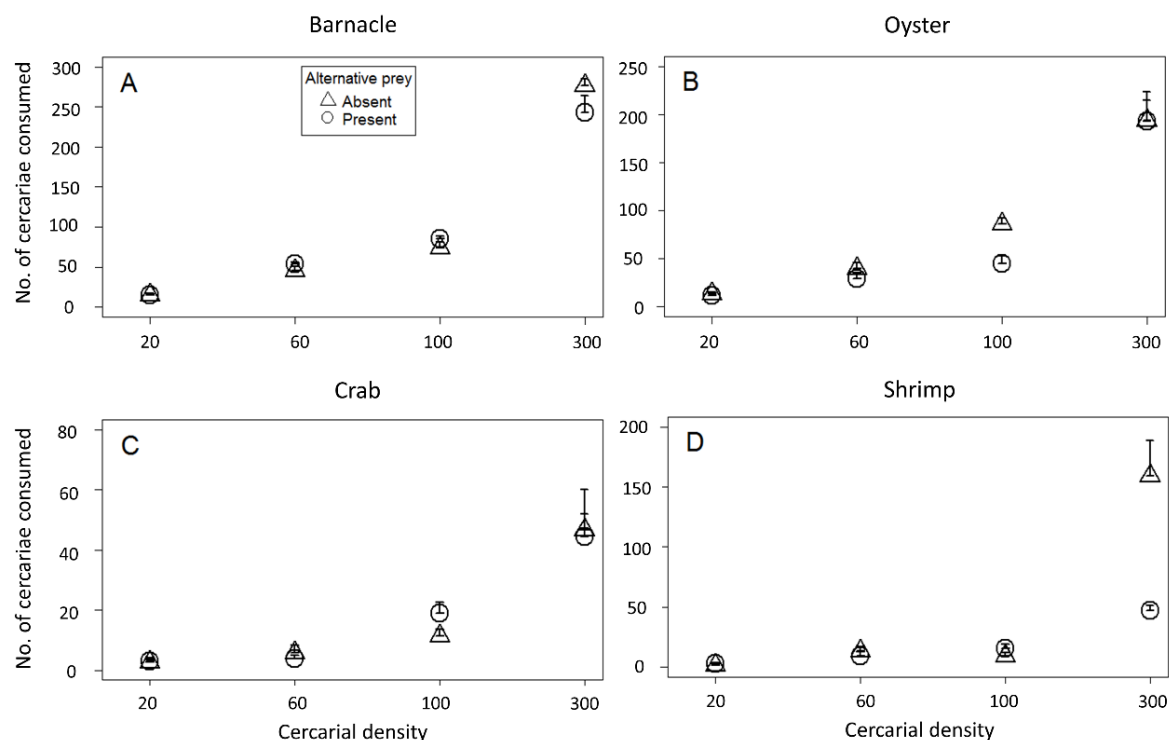 Barnacle
No. of cercariae consumed
A
Alternative prey
Absent
Present
300
250
200
150
100
50
0
20 60 100 300
Oyster
B
250
200
150
100
50
0
20 60 100 300
Crab
No. of cercariae consumed
C
80
60
40
20
0
20 60 100 300
Cercarial density
Shrimp
D
200
150
100
50
0
20 60 100 300
Cercarial density